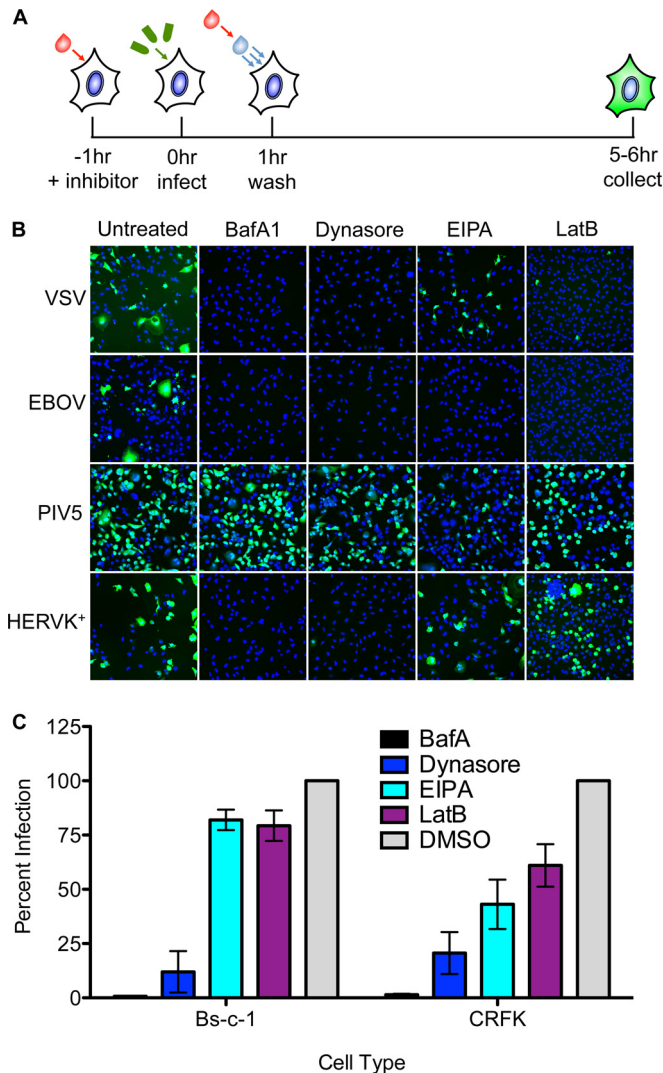 A
-1hr
+ inhibitor
0hr
infect
1hr
wash
5-6hr
collect
B
Untreated BafA1 Dynasore EIPA LatB
VSV
EBOV
PIV5
HERVK+
C
Percent Infection
125
100
75
50
25
0
BafA
Dynasore
EIPA
LatB
DMSO
Bs-c-1 CRFK
Cell Type